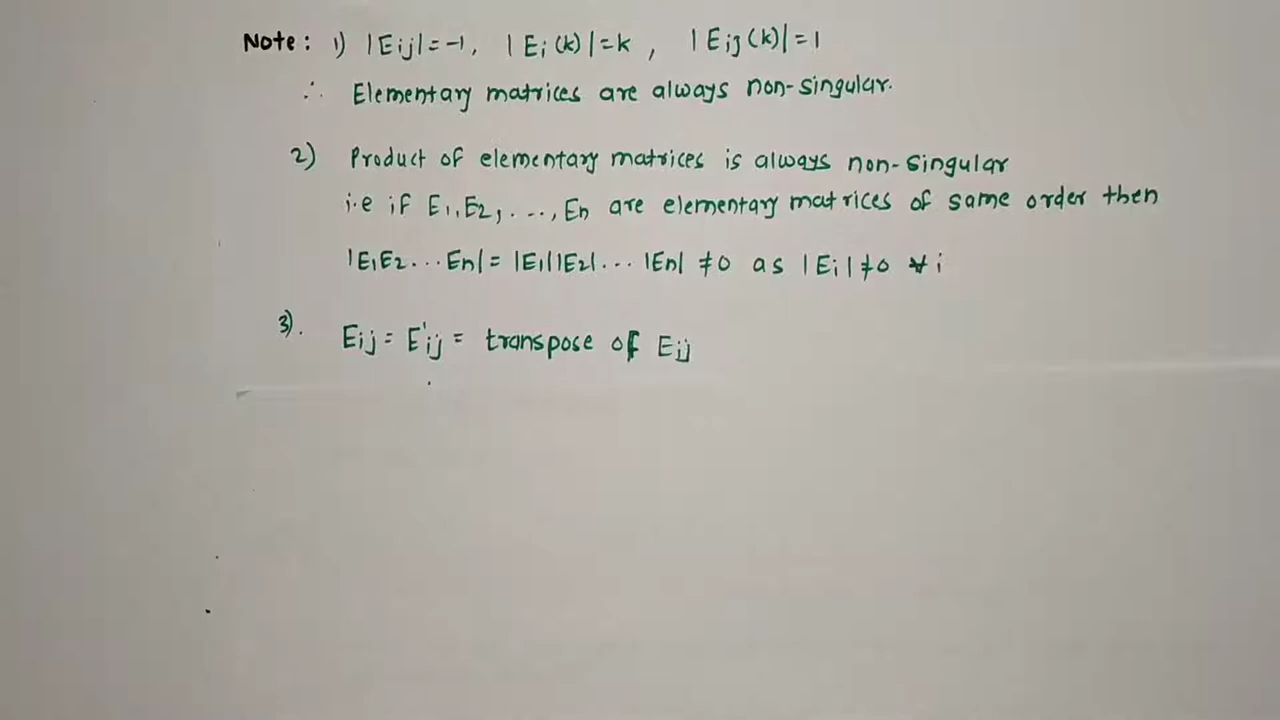 Note: 1) |Eij| = -1, |Ei(k)| = k, |Eij(k)| = 1
∴ Elementary matrices are always non-singular.
2) Product of elementary matrices is always non-singular
i.e if E1, E2, ..., En are elementary matrices of same order then
|E1E2...En| = |E1||E2|...|En| ≠ 0 as |Ei| ≠ 0 ∀ i
3). Eij = E'ij = transpose of Eij